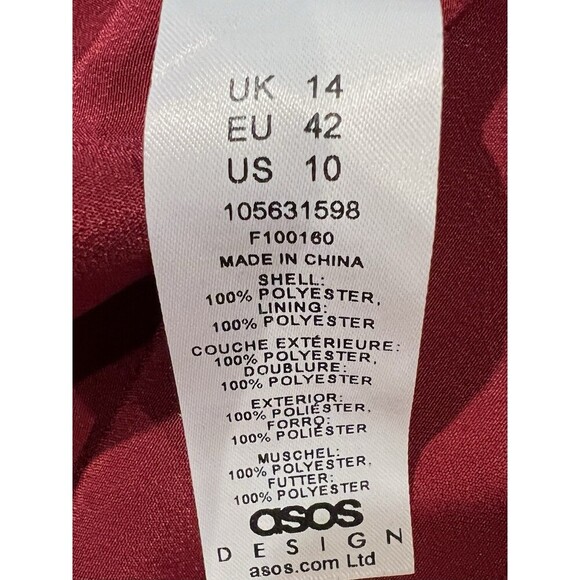 UK 14
EU 42
US 10
105631598
F100160
MADE IN CHINA
SHELL:
100% POLYESTER,
LINING:
100% POLYESTER
COUCHE EXTÉRIEURE:
100% POLYESTER,
DOUBLURE:
100% POLYESTER
EXTERIOR:
100% POLIÉSTER,
FORRO:
100% POLIÉSTER
MUSCHEL:
100% POLYESTER,
FUTTER:
100% POLYESTER
asos
DESIGN
asos.com Ltd